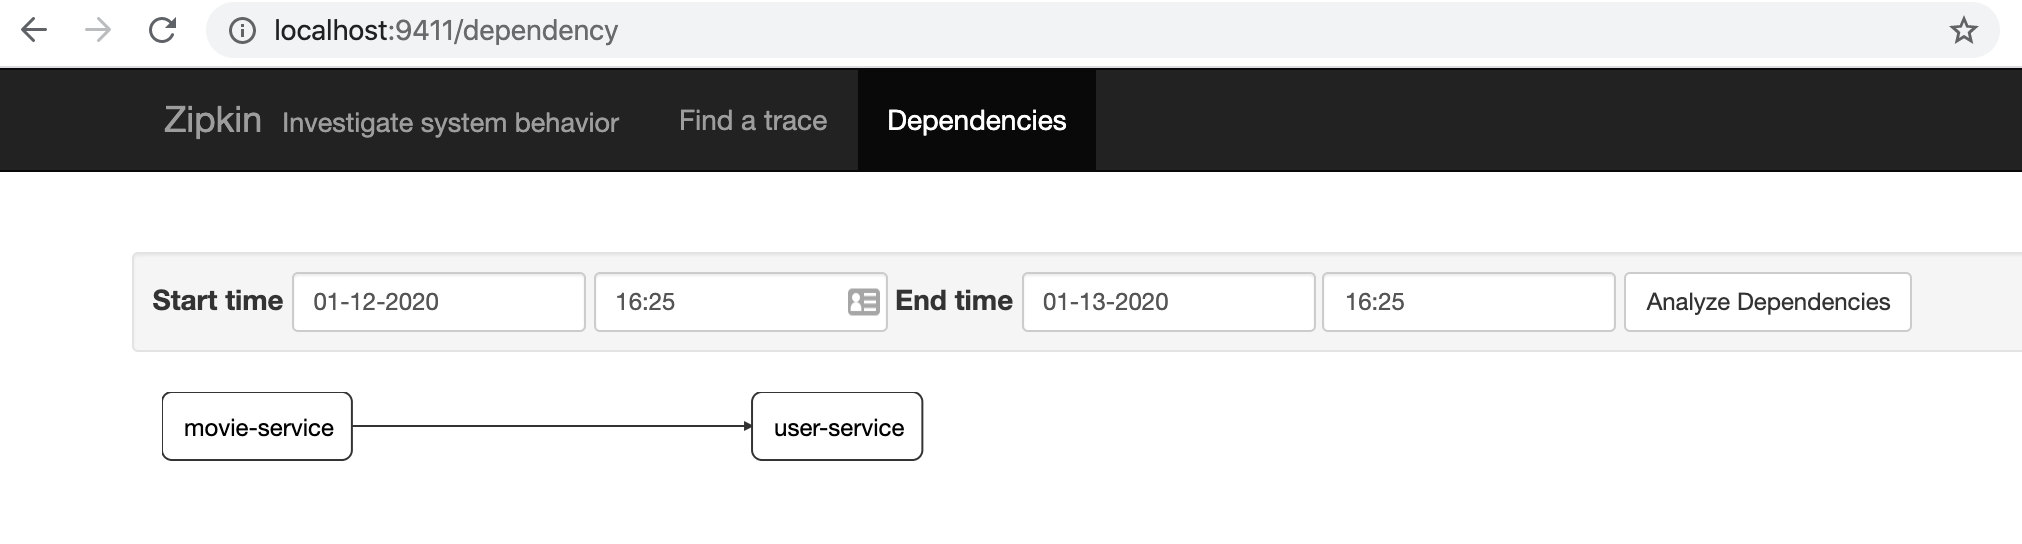 localhost:9411/dependency
Zipkin Investigate system behavior Find a trace Dependencies
Start time 01-12-2020 16:25 End time 01-13-2020 16:25 Analyze Dependencies
movie-service user-service